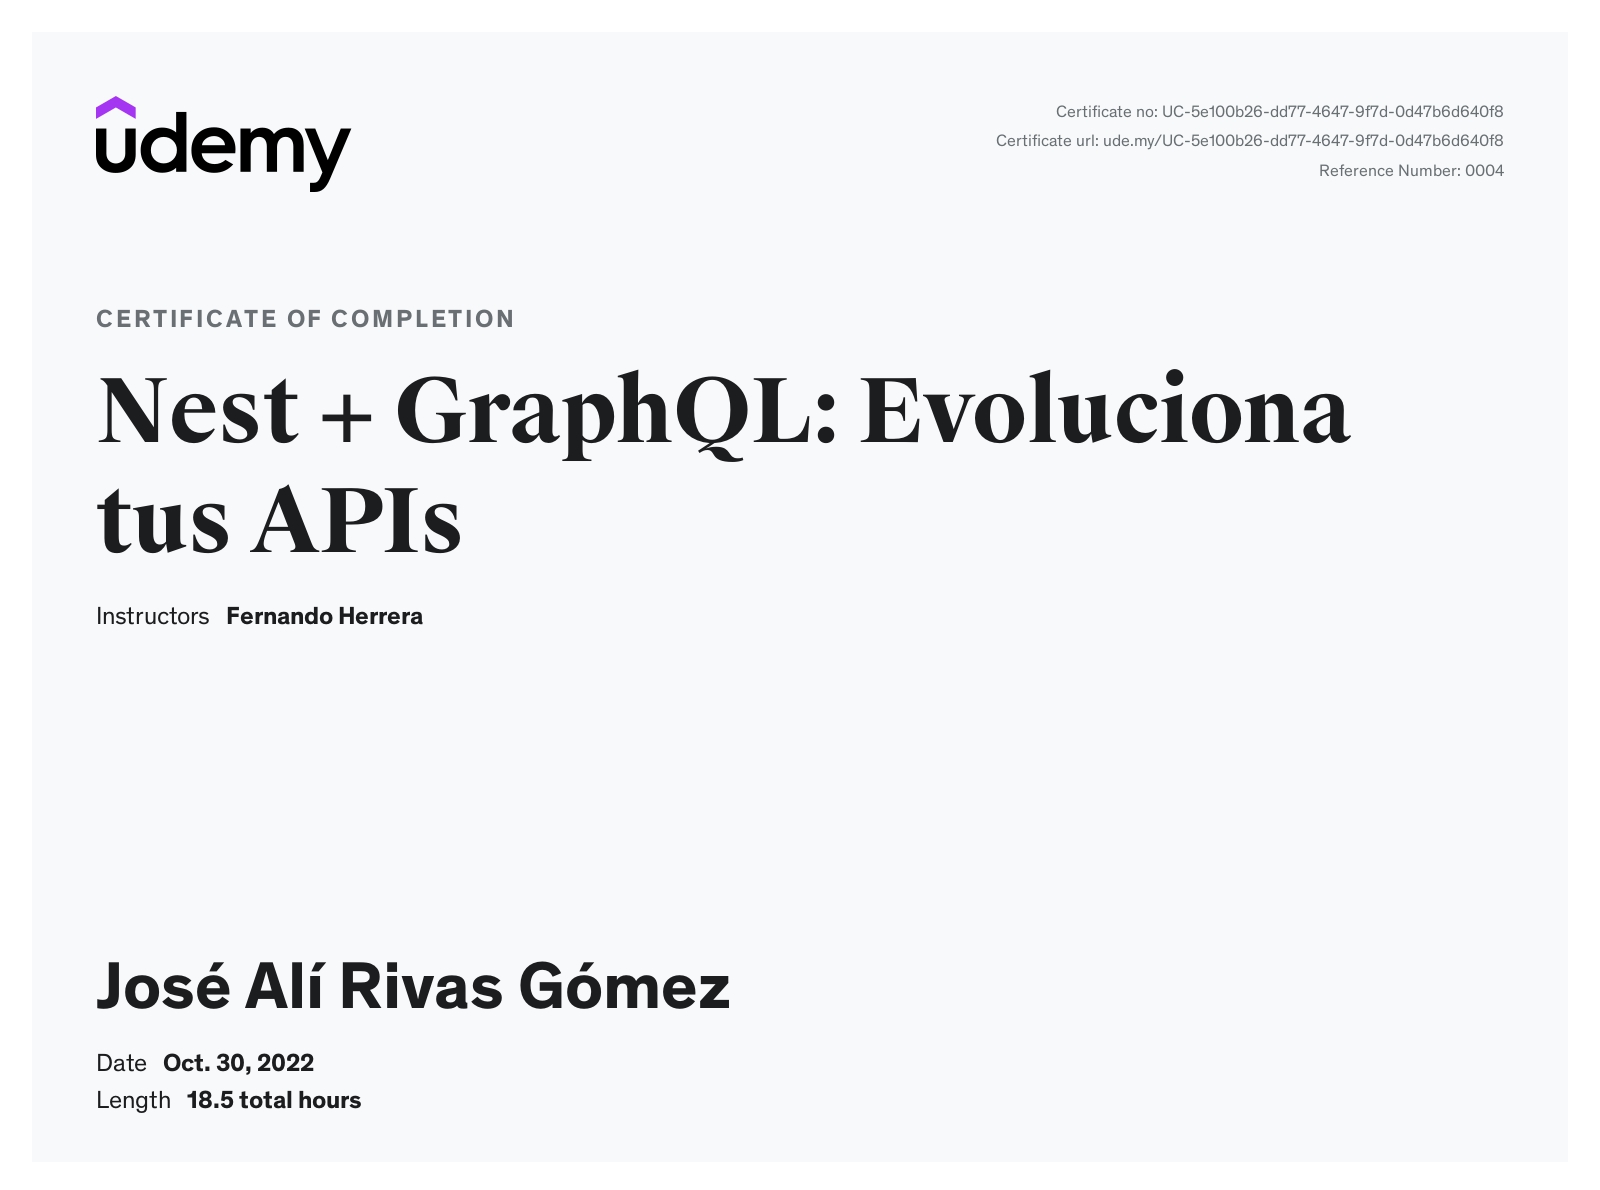 udemy
Certificate no: UC-5e100b26-dd77-4647-9f7d-0d47b6d640f8
Certificate url: ude.my/UC-5e100b26-dd77-4647-9f7d-0d47b6d640f8
Reference Number: 0004
CERTIFICATE OF COMPLETION
Nest + GraphQL: Evoluciona
tus APIs
Instructors Fernando Herrera
José Alí Rivas Gómez
Date Oct. 30, 2022
Length 18.5 total hours